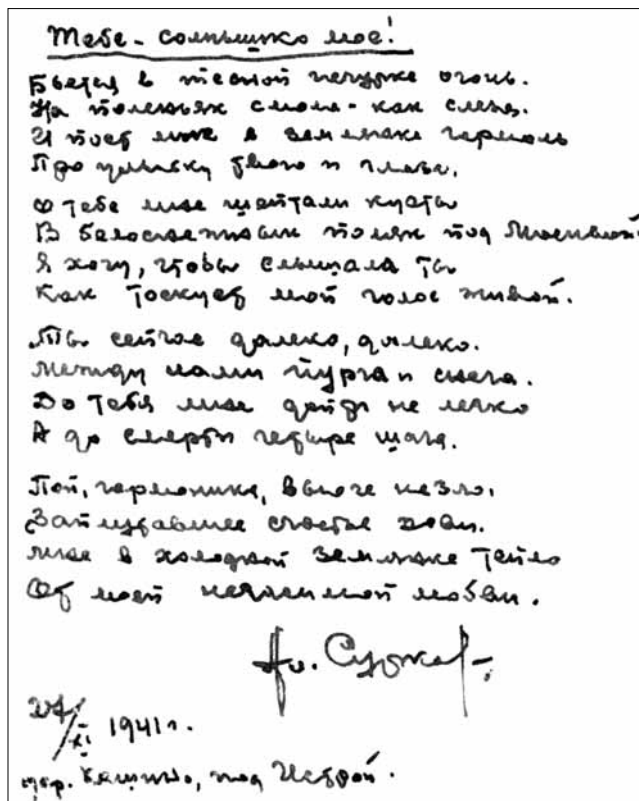 Тебе - солнышко мое!
Бьется в тесной печурке огонь.
На поленьях смола - как слеза.
И поет мне в землянке гармонь
Про улыбку твою и глаза.
О тебе мне шептали кусты
В белоснежных полях под Москвой.
Я хочу, чтобы слышала ты
Как тоскует мой голос живой.
Ты сейчас далеко, далеко.
Между нами пурга и снега.
До тебя мне дойти не легко
А до смерти четыре шага.
Пой, гармоника, вьюге назло.
Заплутавшее счастье зови.
Мне в холодной землянке тепло
От моей негасимой любви.
Ал. Сурков
27/XI 1941 г.
дер. Кашино, под Истрой.